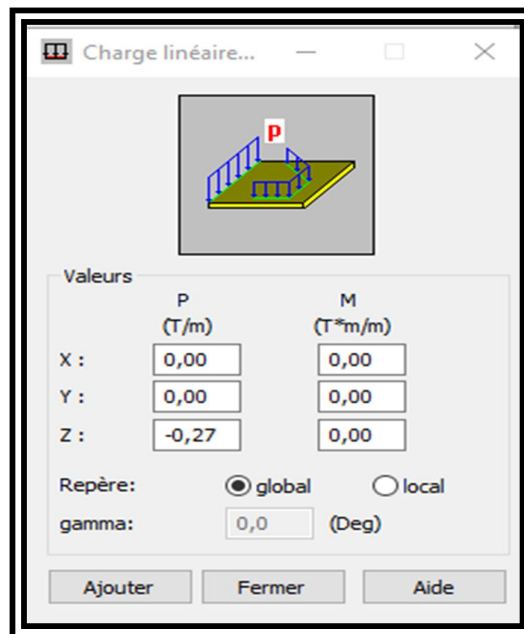 Charge linéaire...
P
Valeurs
P M
(T/m) (T*m/m)
X : 0,00 0,00
Y : 0,00 0,00
Z : -0,27 0,00
Repère: global local
gamma: 0,0 (Deg)
Ajouter Fermer Aide